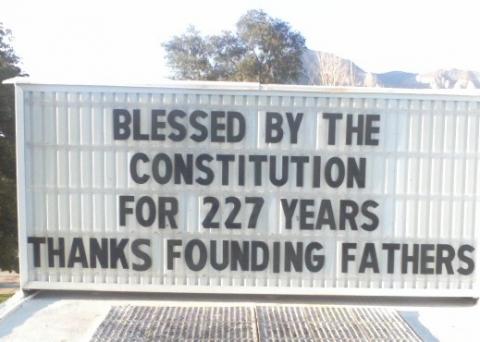 BLESSED BY THE
CONSTITUTION
FOR 227 YEARS
THANKS FOUNDING FATHERS